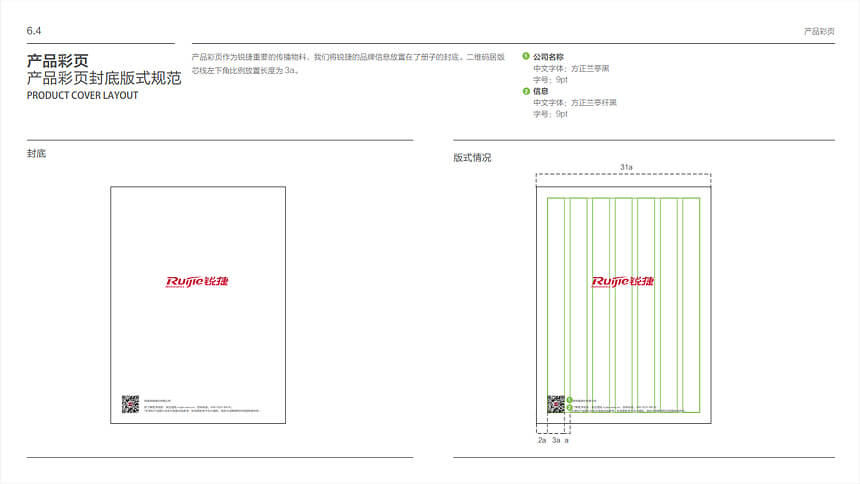 6.4
产品彩页
产品彩页
产品彩页封底版式规范
PRODUCT COVER LAYOUT
产品彩页作为锐捷重要的传播物料，我们将锐捷的品牌信息放置在了册子的封底。二维码居版
芯线左下角比例放置长度为 3a。
1 公司名称
中文字体：方正兰亭黑
字号：9pt
2 信息
中文字体：方正兰亭纤黑
字号：9pt
封底
Ruijie锐捷
版式情况
31a
Ruijie锐捷
1
2
2a 3a a